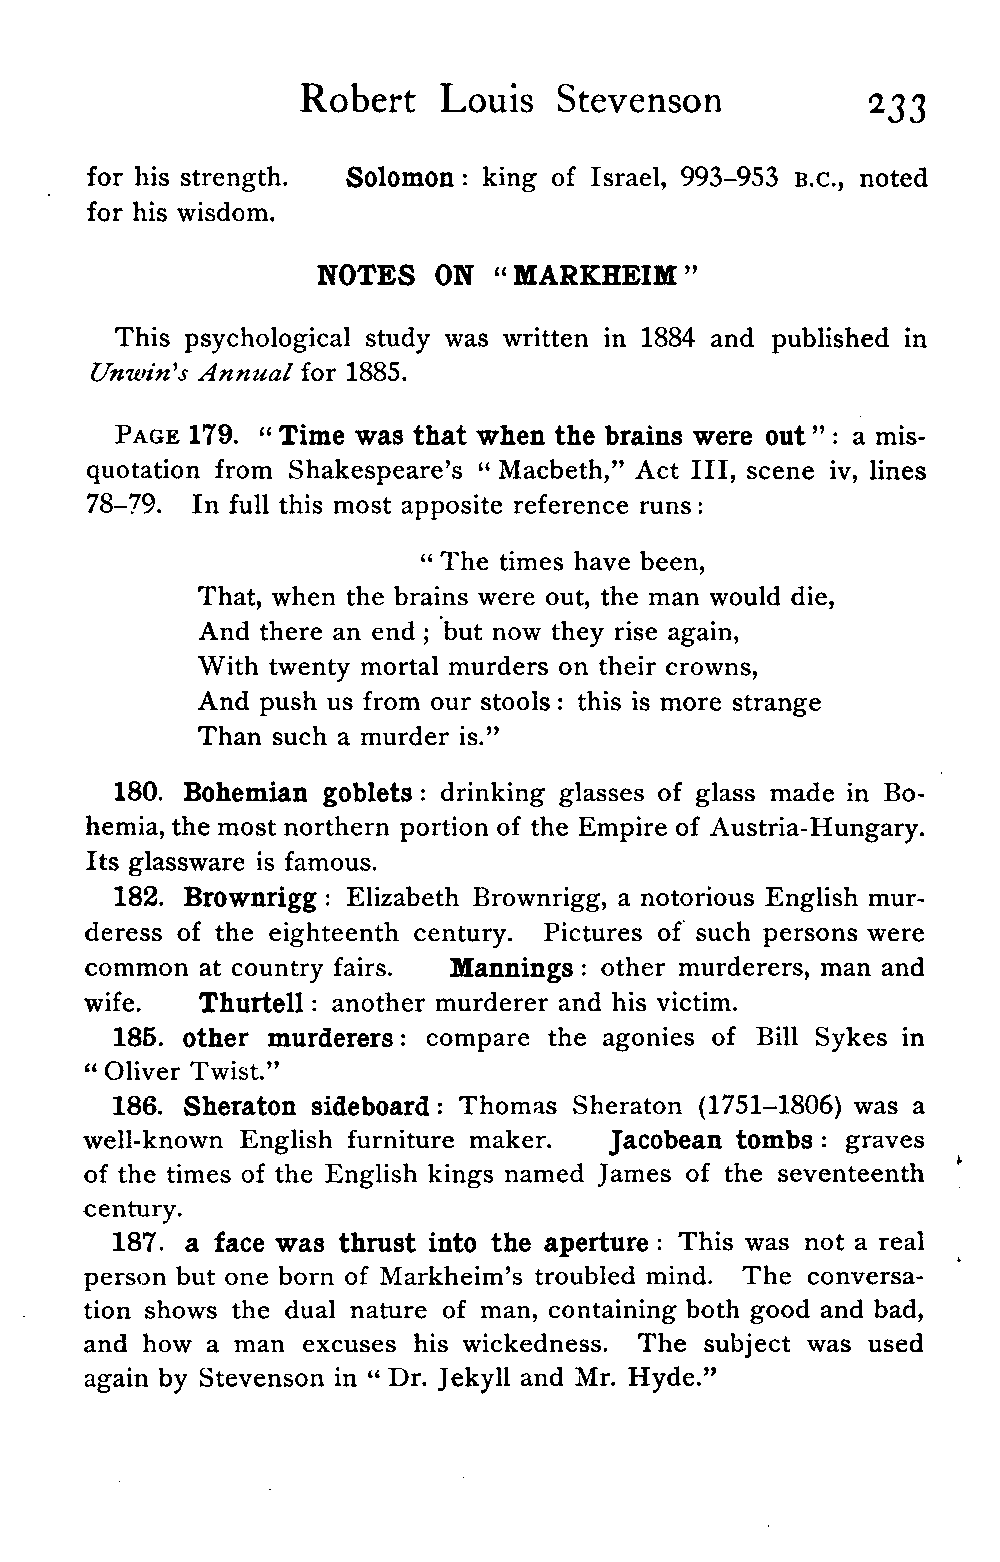 Robert Louis Stevenson 233
for his strength. Solomon : king of Israel, 993–953 B.C., noted
for his wisdom.
NOTES ON “MARKHEIM”
This psychological study was written in 1884 and published in
Unwin's Annual for 1885.
PAGE 179. “Time was that when the brains were out”: a mis-
quotation from Shakespeare’s “Macbeth,” Act III, scene iv, lines
78–79. In full this most apposite reference runs:
“The times have been,
That, when the brains were out, the man would die,
And there an end ; but now they rise again,
With twenty mortal murders on their crowns,
And push us from our stools : this is more strange
Than such a murder is.”
180. Bohemian goblets : drinking glasses of glass made in Bo-
hemia, the most northern portion of the Empire of Austria-Hungary.
Its glassware is famous.
182. Brownrigg : Elizabeth Brownrigg, a notorious English mur-
deress of the eighteenth century. Pictures of such persons were
common at country fairs. Mannings : other murderers, man and
wife. Thurtell : another murderer and his victim.
185. other murderers : compare the agonies of Bill Sykes in
“Oliver Twist.”
186. Sheraton sideboard : Thomas Sheraton (1751–1806) was a
well-known English furniture maker. Jacobean tombs : graves
of the times of the English kings named James of the seventeenth
century.
187. a face was thrust into the aperture : This was not a real
person but one born of Markheim’s troubled mind. The conversa-
tion shows the dual nature of man, containing both good and bad,
and how a man excuses his wickedness. The subject was used
again by Stevenson in “Dr. Jekyll and Mr. Hyde.”